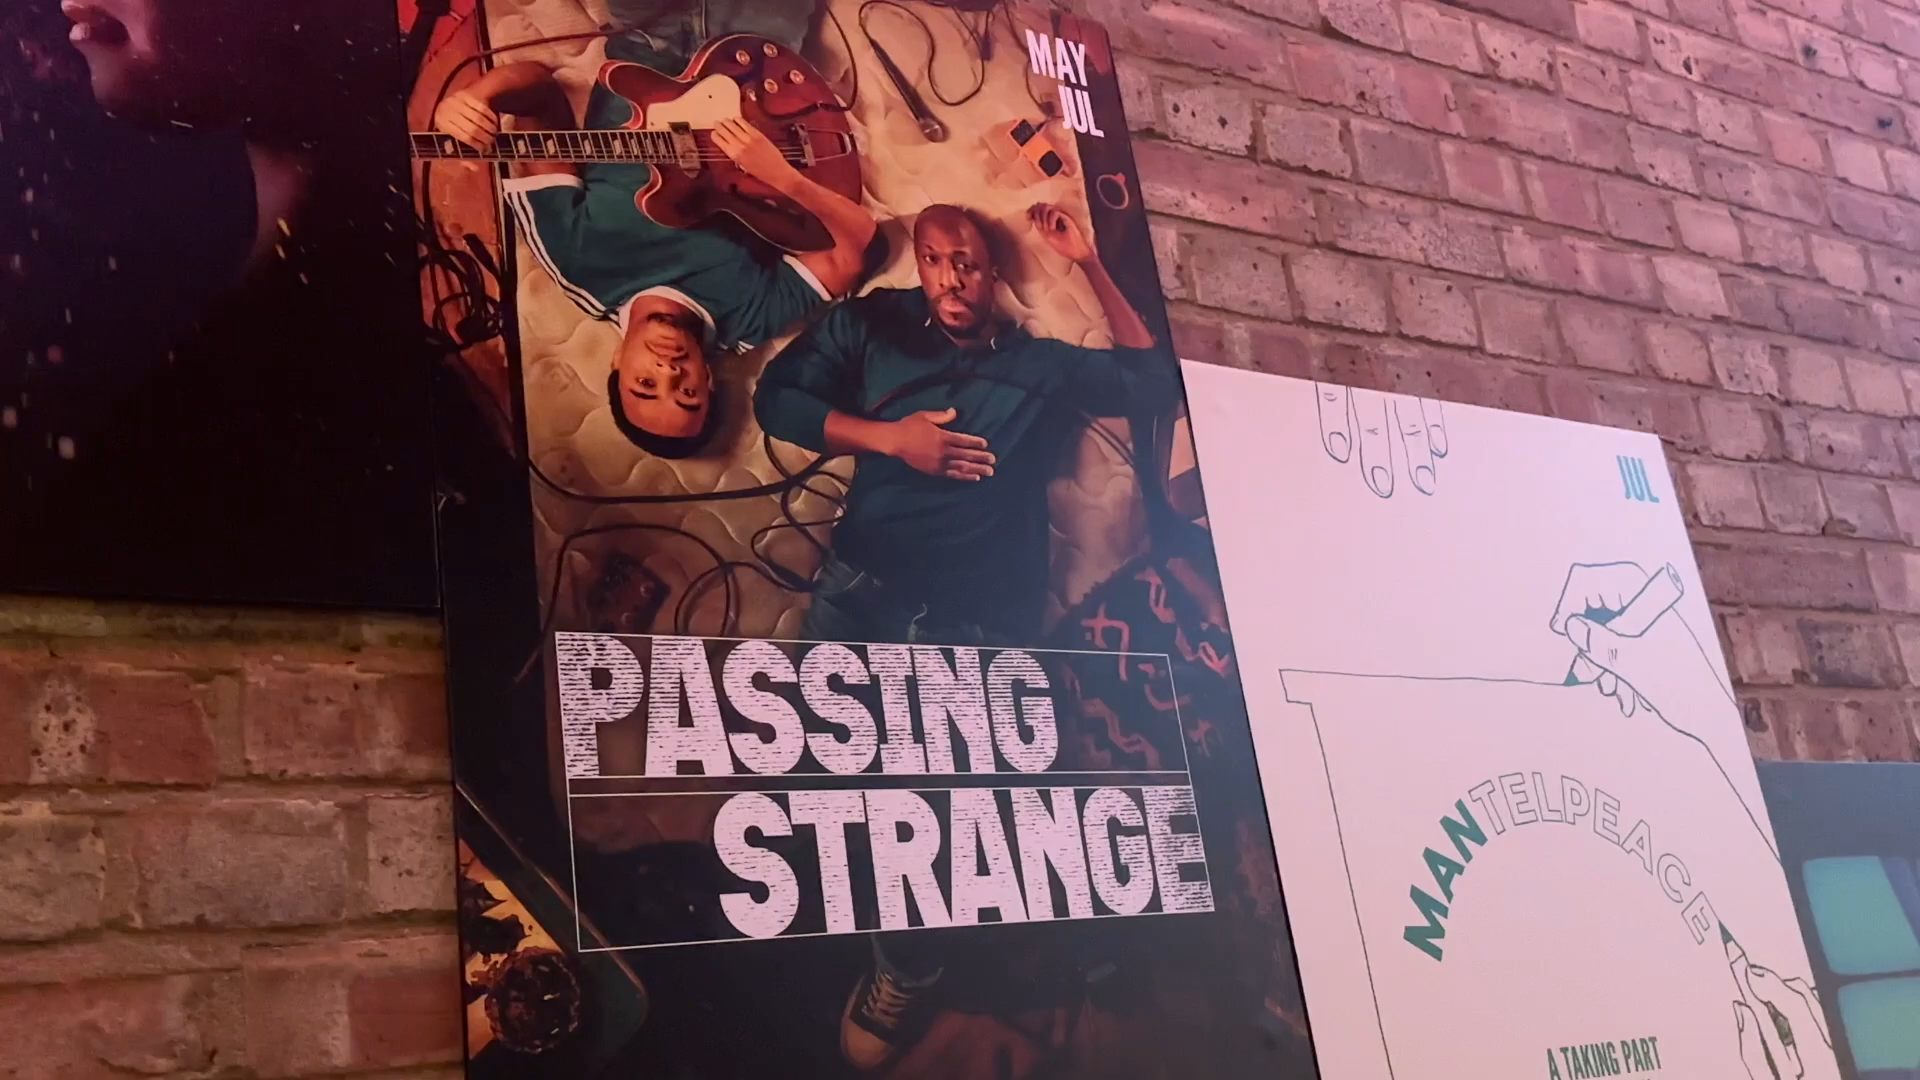 MAY
JUL
PASSING
STRANGE
JUL
MANTELPEACE
A TAKING PART